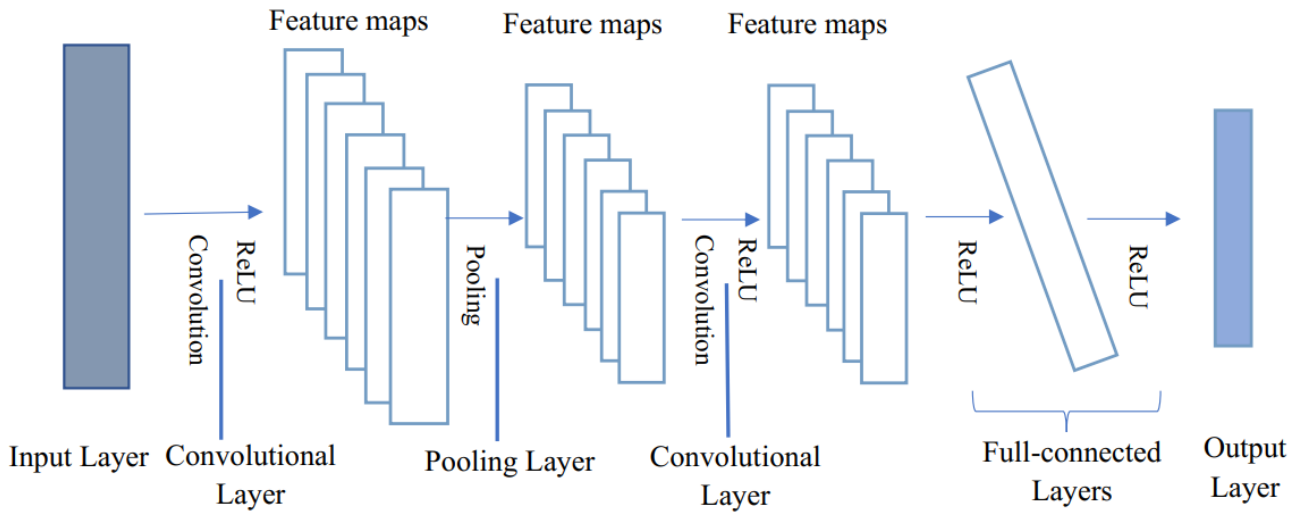 Feature maps
Feature maps
Feature maps
Convolution
ReLU
Pooling
Convolution
ReLU
ReLU
ReLU
Input Layer
Convolutional
Layer
Pooling Layer
Convolutional
Layer
Full-connected
Layers
Output
Layer